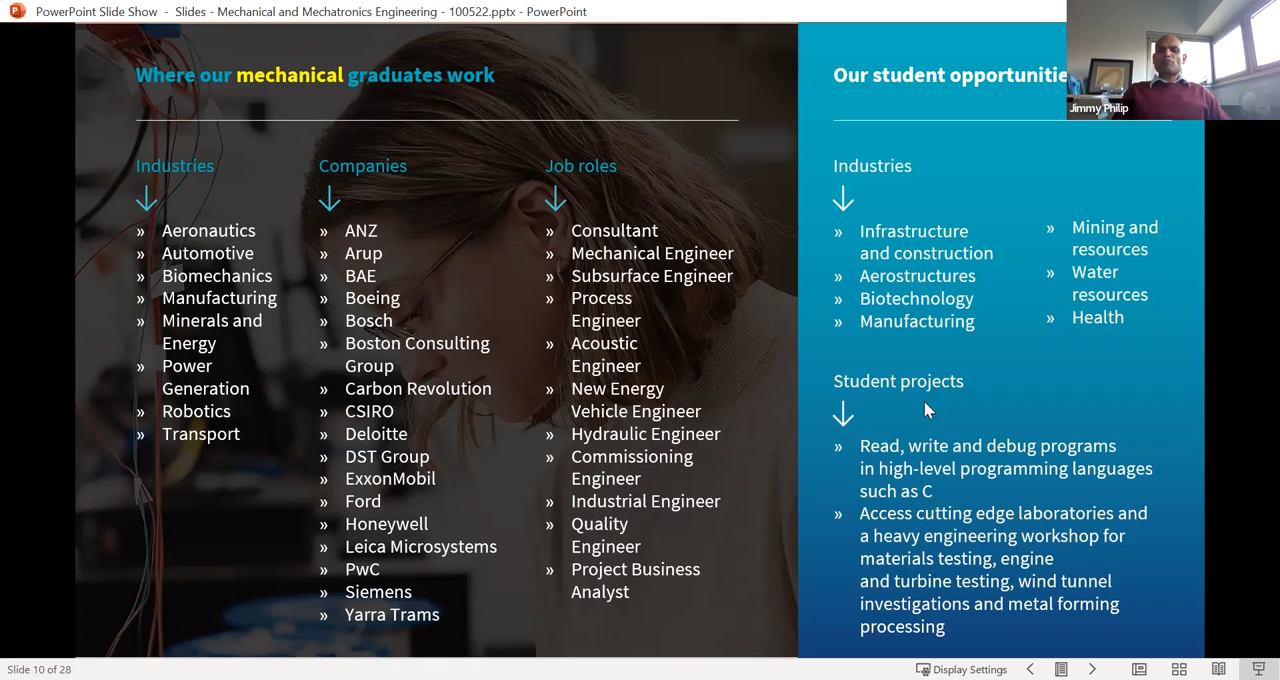 PowerPoint Slide Show - Slides - Mechanical and Mechatronics Engineering - 100522.pptx - PowerPoint
Where our mechanical graduates work
Industries
» Aeronautics
» Automotive
» Biomechanics
» Manufacturing
» Minerals and
Energy
» Power
Generation
» Robotics
» Transport
Companies
» ANZ
» Arup
» BAE
» Boeing
» Bosch
» Boston Consulting
Group
» Carbon Revolution
» CSIRO
» Deloitte
» DST Group
» ExxonMobil
» Ford
» Honeywell
» Leica Microsystems
» PwC
» Siemens
» Yarra Trams
Job roles
» Consultant
» Mechanical Engineer
» Subsurface Engineer
» Process
Engineer
» Acoustic
Engineer
» New Energy
Vehicle Engineer
» Hydraulic Engineer
» Commissioning
Engineer
» Industrial Engineer
» Quality
Engineer
» Project Business
Analyst
Our student opportunitie
Jimmy Philip
Industries
» Infrastructure
and construction
» Aerostructures
» Biotechnology
» Manufacturing
» Mining and
resources
» Water
resources
» Health
Student projects
» Read, write and debug programs
in high-level programming languages
such as C
» Access cutting edge laboratories and
a heavy engineering workshop for
materials testing, engine
and turbine testing, wind tunnel
investigations and metal forming
processing
Slide 10 of 28
Display Settings